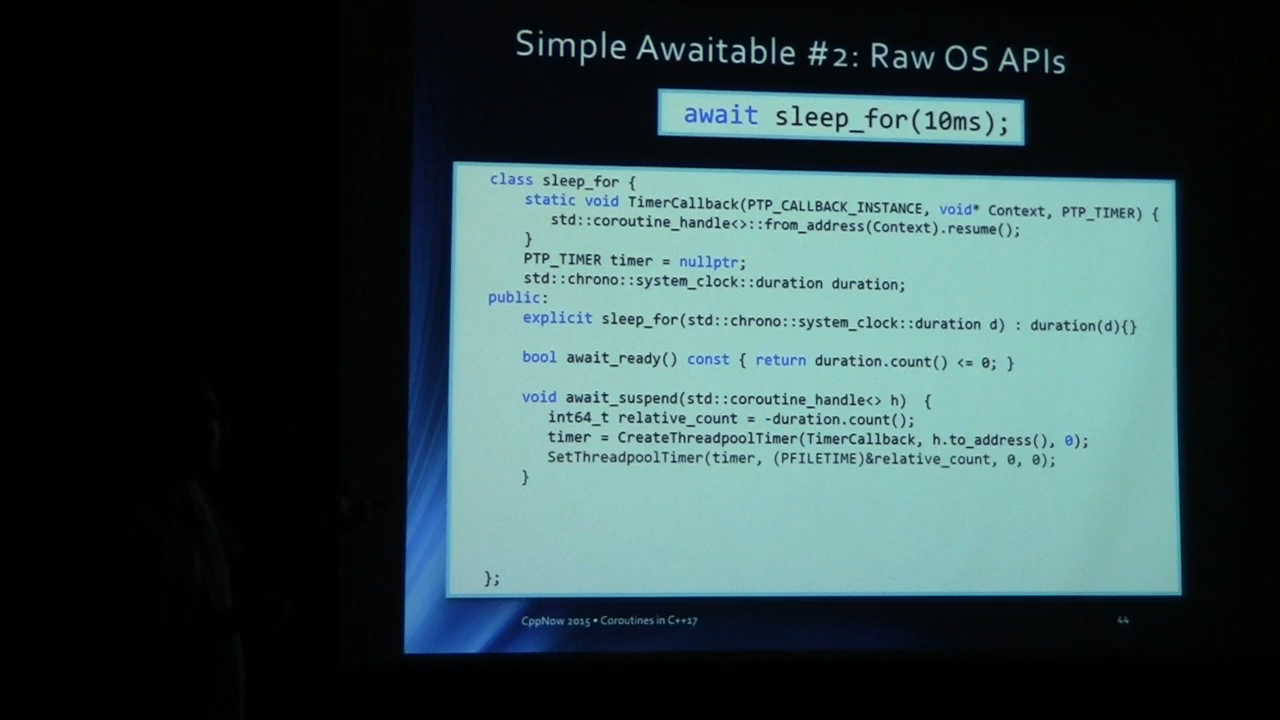 Simple Awaitable #2: Raw OS APIs
await sleep_for(10ms);
class sleep_for {
static void TimerCallback(PTP_CALLBACK_INSTANCE, void* Context, PTP_TIMER) {
std::coroutine_handle<>::from_address(Context).resume();
}
PTP_TIMER timer = nullptr;
std::chrono::system_clock::duration duration;
public:
explicit sleep_for(std::chrono::system_clock::duration d) : duration(d){}
bool await_ready() const { return duration.count() <= 0; }
void await_suspend(std::coroutine_handle<> h) {
int64_t relative_count = -duration.count();
timer = CreateThreadpoolTimer(TimerCallback, h.to_address(), 0);
SetThreadpoolTimer(timer, (PFILETIME)&relative_count, 0, 0);
}
};
CppNow 2015 • Coroutines in C++17
44